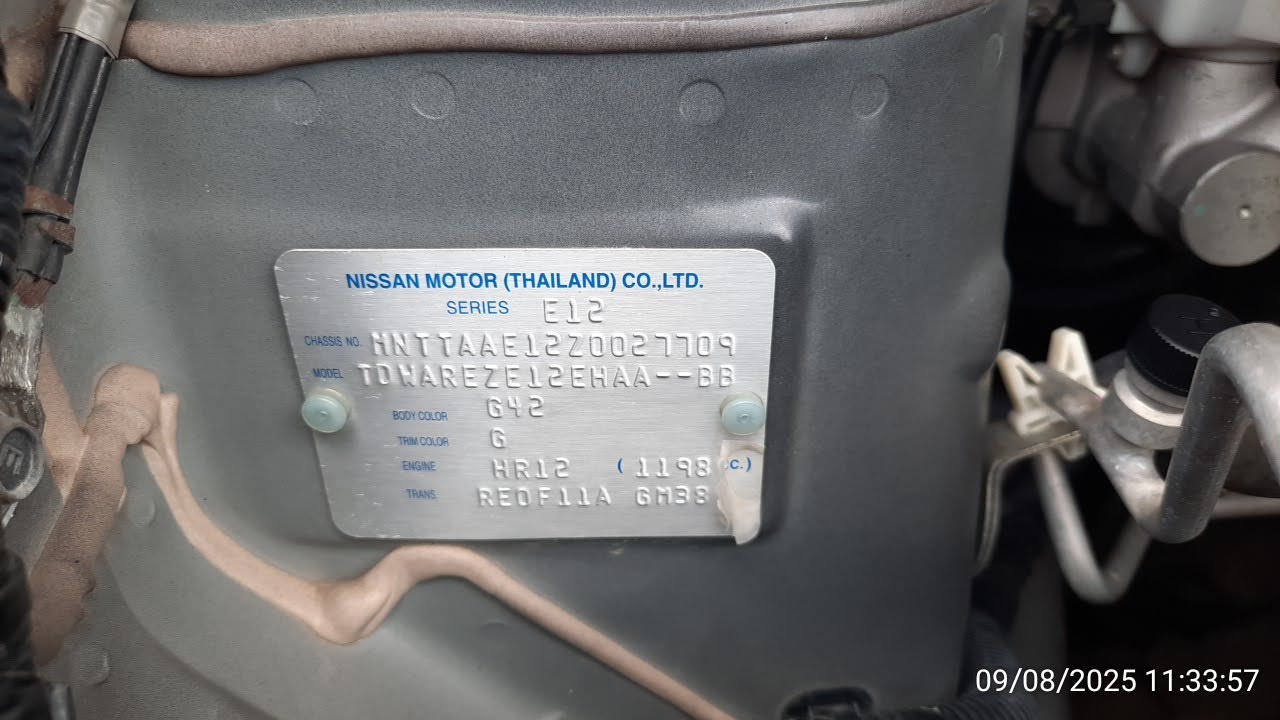 NISSAN MOTOR (THAILAND) CO.,LTD.
SERIES E12
CHASSIS NO. MNTTAAE12Z0027709
MODEL TDWAREZE12EHAA--BB
BODY COLOR G42
TRIM COLOR G
ENGINE HR12 ( 1198 CC.)
TRANS. RE0F11A GM38
09/08/2025 11:33:57